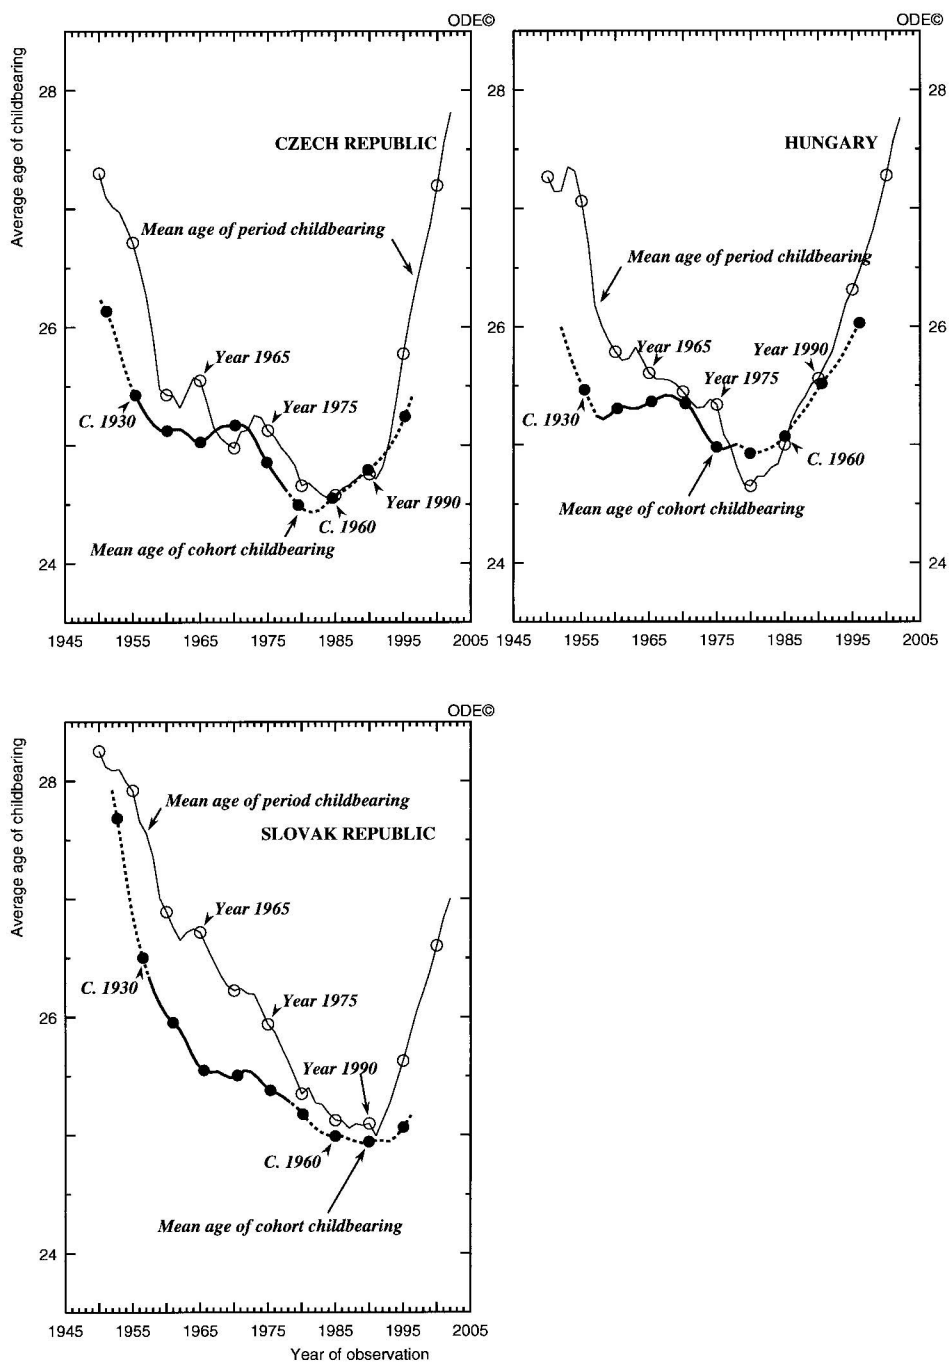 ODE©
Average age of childbearing
CZECH REPUBLIC
Mean age of period childbearing
Year 1965
Year 1975
C. 1930
Year 1990
C. 1960
Mean age of cohort childbearing
28
26
24
1945 1955 1965 1975 1985 1995 2005
ODE©
HUNGARY
Mean age of period childbearing
Year 1965
Year 1990
Year 1975
C. 1930
C. 1960
Mean age of cohort childbearing
28 28
26 26
24 24
1945 1955 1965 1975 1985 1995 2005
ODE©
Average age of childbearing
Mean age of period childbearing
SLOVAK REPUBLIC
Year 1965
C. 1930
Year 1975
Year 1990
C. 1960
Mean age of cohort childbearing
28
26
24
1945 1955 1965 1975 1985 1995 2005
Year of observation